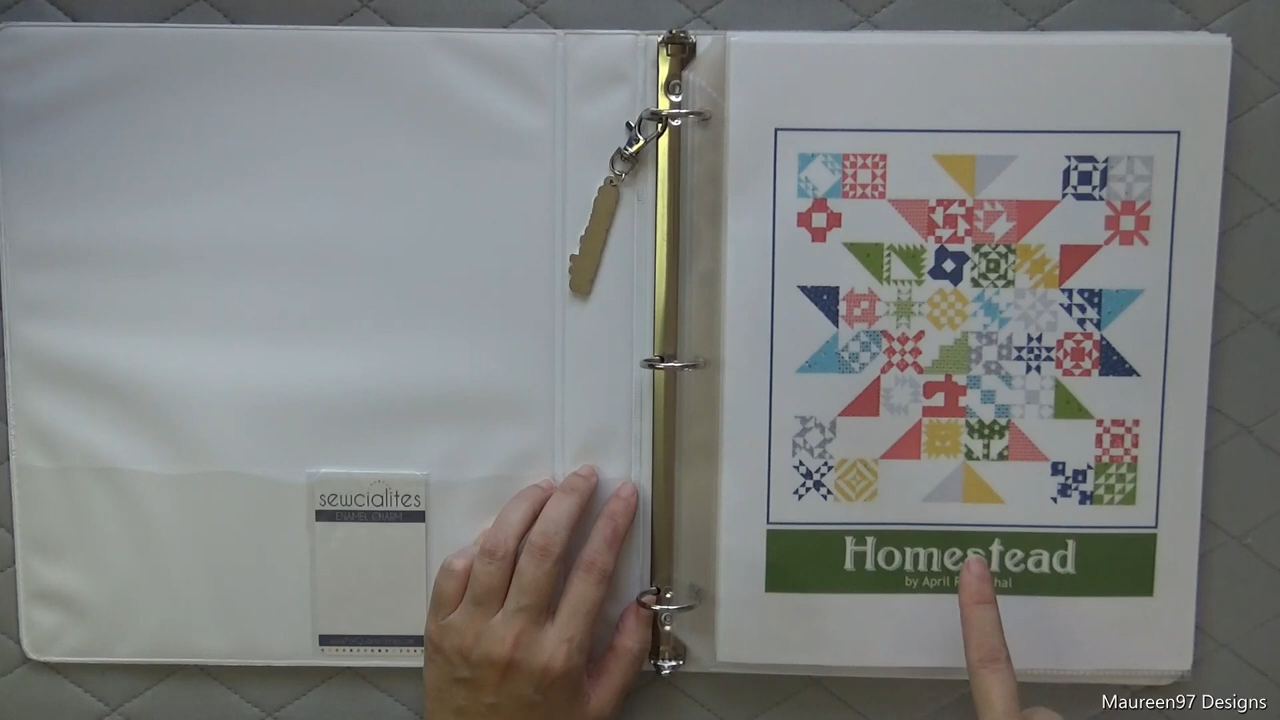 sewcialites
ENAMEL CHARM
Homestead
by April
Maureen97 Designs